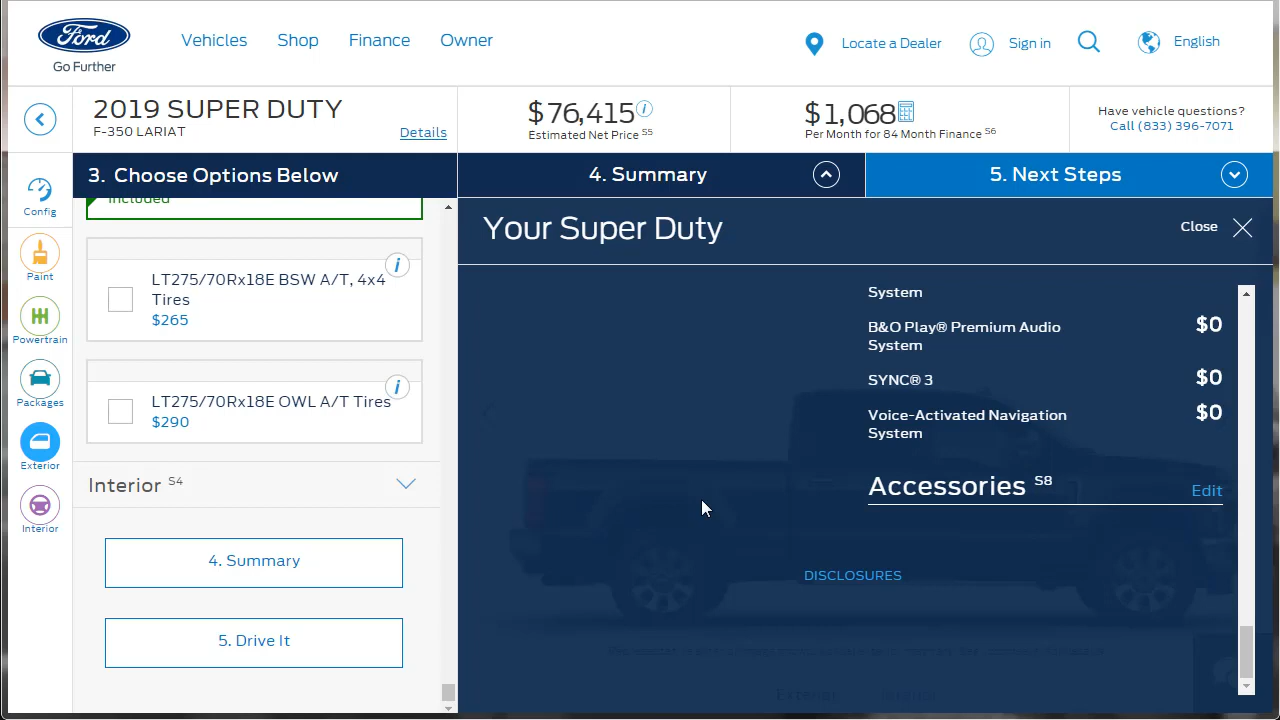 Ford
Go Further
Vehicles
Shop
Finance
Owner
Locate a Dealer
Sign in
English
2019 SUPER DUTY
F-350 LARIAT
Details
$76,415
Estimated Net Price S5
$1,068
Per Month for 84 Month Finance S6
Have vehicle questions?
Call (833) 396-7071
3. Choose Options Below
4. Summary
5. Next Steps
Config
Paint
Powertrain
Packages
Exterior
Interior
Included
LT275/70Rx18E BSW A/T, 4x4
Tires
$265
LT275/70Rx18E OWL A/T Tires
$290
Interior S4
4. Summary
5. Drive It
Your Super Duty
Close
System
B&O Play® Premium Audio
System
$0
SYNC® 3
$0
Voice-Activated Navigation
System
$0
Accessories S8
Edit
DISCLOSURES
Exterior